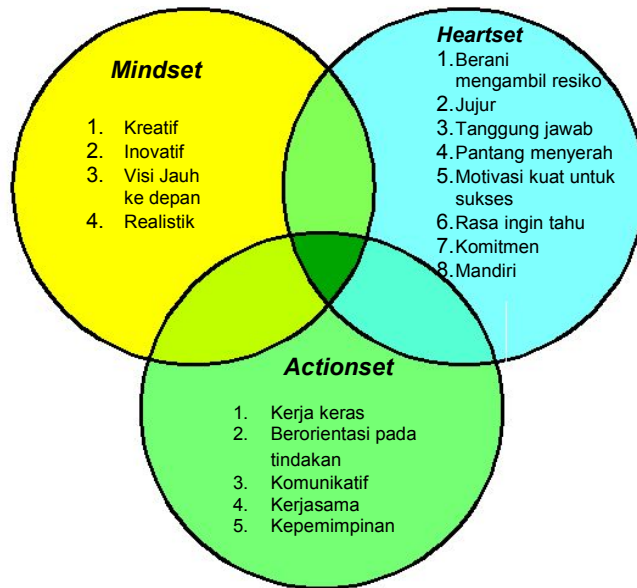 Mindset
1. Kreatif
2. Inovatif
3. Visi Jauh
ke depan
4. Realistik
Heartset
1. Berani
mengambil resiko
2. Jujur
3. Tanggung jawab
4. Pantang menyerah
5. Motivasi kuat untuk
sukses
6. Rasa ingin tahu
7. Komitmen
8. Mandiri
Actionset
1. Kerja keras
2. Berorientasi pada
tindakan
3. Komunikatif
4. Kerjasama
5. Kepemimpinan